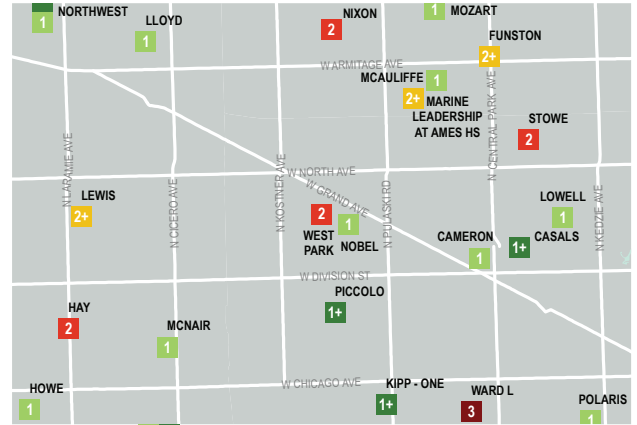 NORTHWEST
1
LLOYD
1
NIXON
2
1
MOZART
FUNSTON
2+
W ARMITAGE AVE
MCAULIFFE
1
2+
MARINE
LEADERSHIP
AT AMES HS
N CENTRAL PARK AVE
STOWE
2
N LARAMIE AVE
N CICERO AVE
N KOSTNER AVE
W NORTH AVE
W GRAND AVE
N PULASKI RD
N KEDZIE AVE
LEWIS
2+
2
WEST
PARK
1
NOBEL
LOWELL
1
CAMERON
1
1+
CASALS
W DIVISION ST
PICCOLO
1+
HAY
2
MCNAIR
1
W CHICAGO AVE
HOWE
1
KIPP - ONE
1+
WARD L
3
POLARIS
1